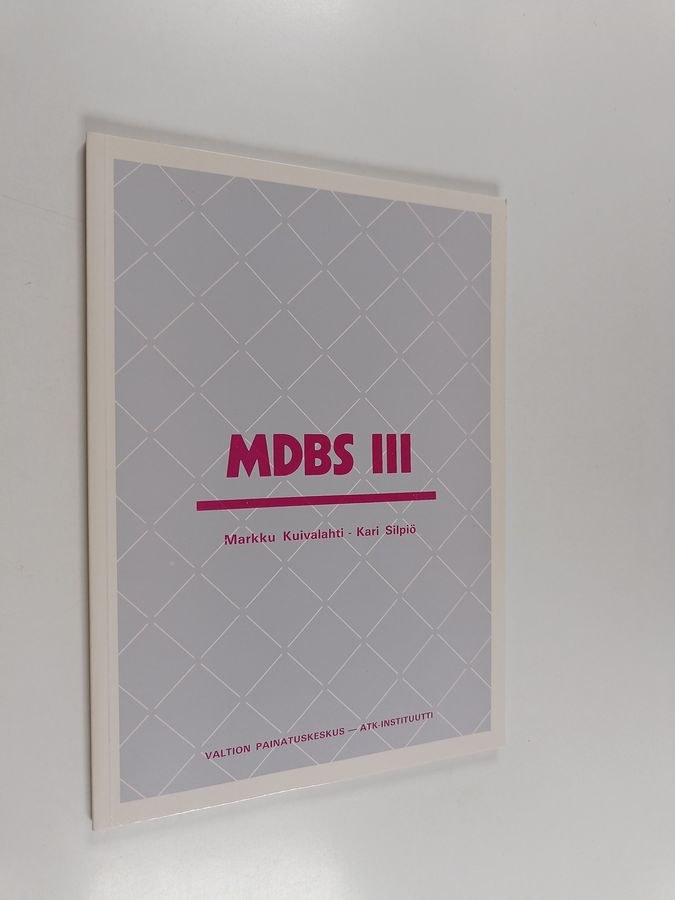 MDBS III
Markku Kuivalahti - Kari Silpiö
VALTION PAINATUSKESKUS — ATK-INSTITUUTTI